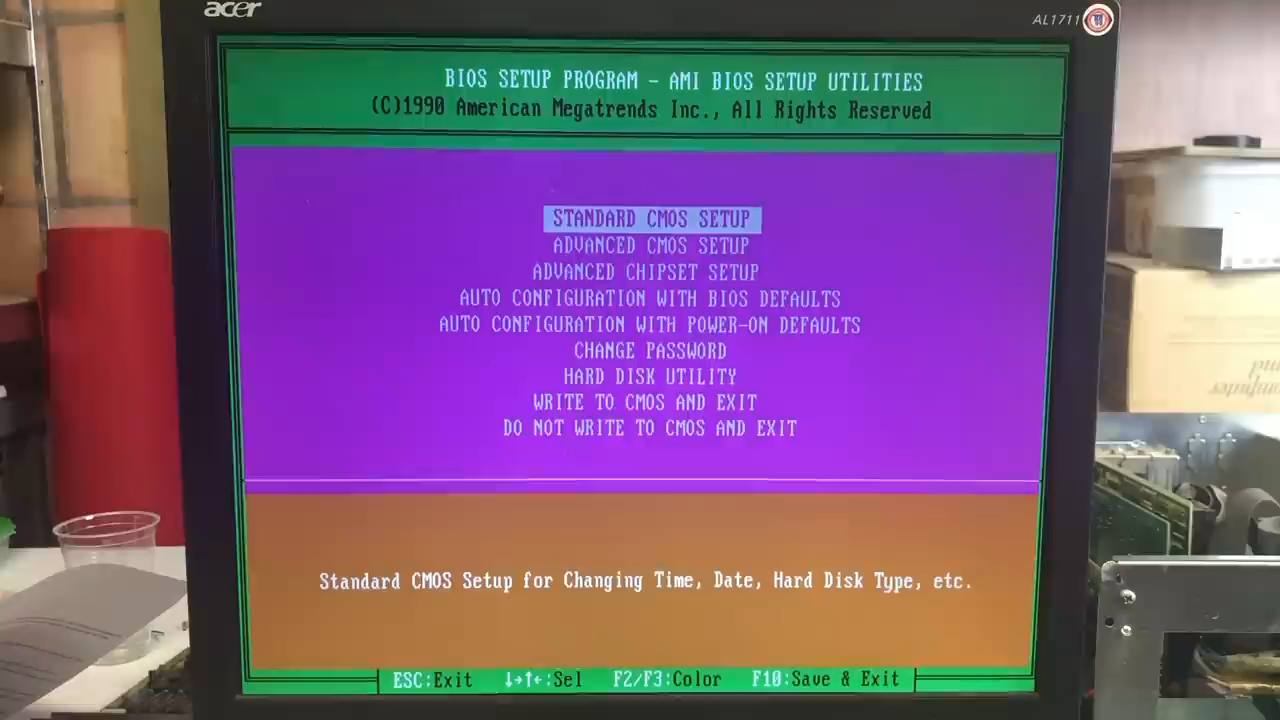 acer
AL1711
BIOS SETUP PROGRAM - AMI BIOS SETUP UTILITIES
(C)1990 American Megatrends Inc., All Rights Reserved
STANDARD CMOS SETUP
ADVANCED CMOS SETUP
ADVANCED CHIPSET SETUP
AUTO CONFIGURATION WITH BIOS DEFAULTS
AUTO CONFIGURATION WITH POWER-ON DEFAULTS
CHANGE PASSWORD
HARD DISK UTILITY
WRITE TO CMOS AND EXIT
DO NOT WRITE TO CMOS AND EXIT
Standard CMOS Setup for Changing Time, Date, Hard Disk Type, etc.
ESC:Exit ↓→↑←:Sel F2/F3:Color F10:Save & Exit